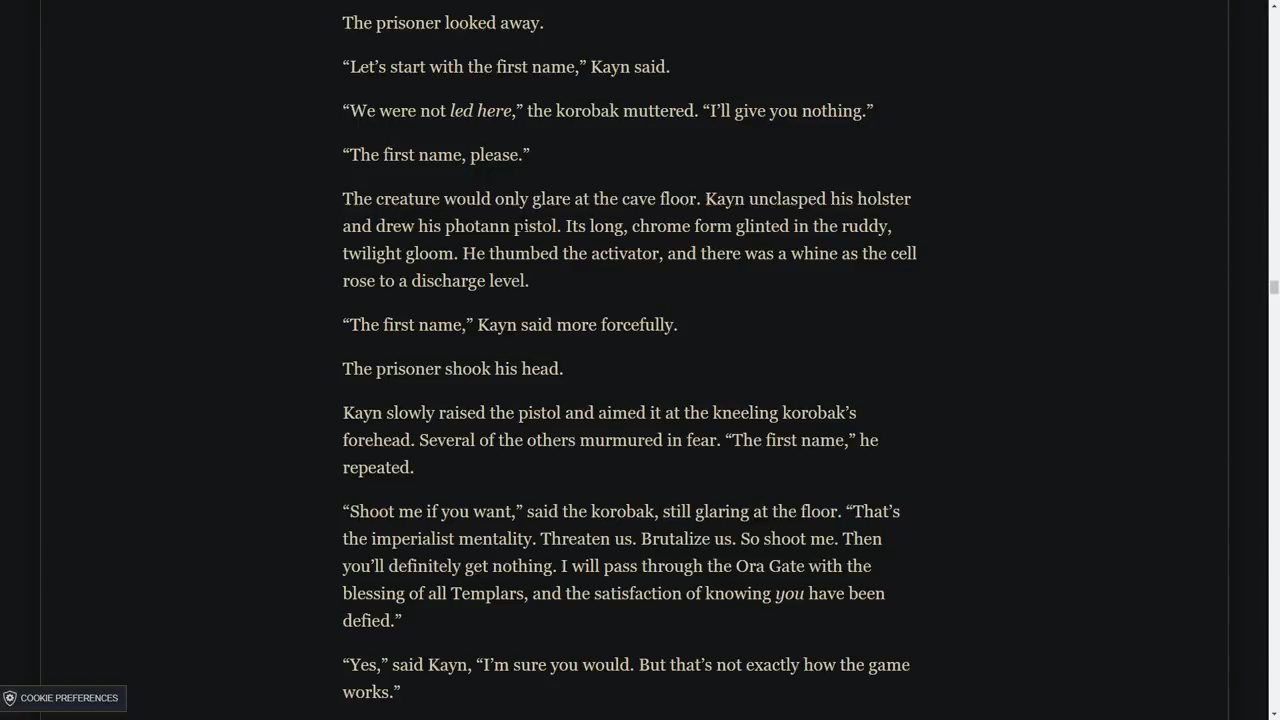 The prisoner looked away.
“Let’s start with the first name,” Kayn said.
“We were not led here,” the korobak muttered. “I’ll give you nothing.”
“The first name, please.”
The creature would only glare at the cave floor. Kayn unclasped his holster
and drew his photann pistol. Its long, chrome form glinted in the ruddy,
twilight gloom. He thumbed the activator, and there was a whine as the cell
rose to a discharge level.
“The first name,” Kayn said more forcefully.
The prisoner shook his head.
Kayn slowly raised the pistol and aimed it at the kneeling korobak’s
forehead. Several of the others murmured in fear. “The first name,” he
repeated.
“Shoot me if you want,” said the korobak, still glaring at the floor. “That’s
the imperialist mentality. Threaten us. Brutalize us. So shoot me. Then
you’ll definitely get nothing. I will pass through the Ora Gate with the
blessing of all Templars, and the satisfaction of knowing you have been
defied.”
“Yes,” said Kayn, “I’m sure you would. But that’s not exactly how the game
works.”
COOKIE PREFERENCES